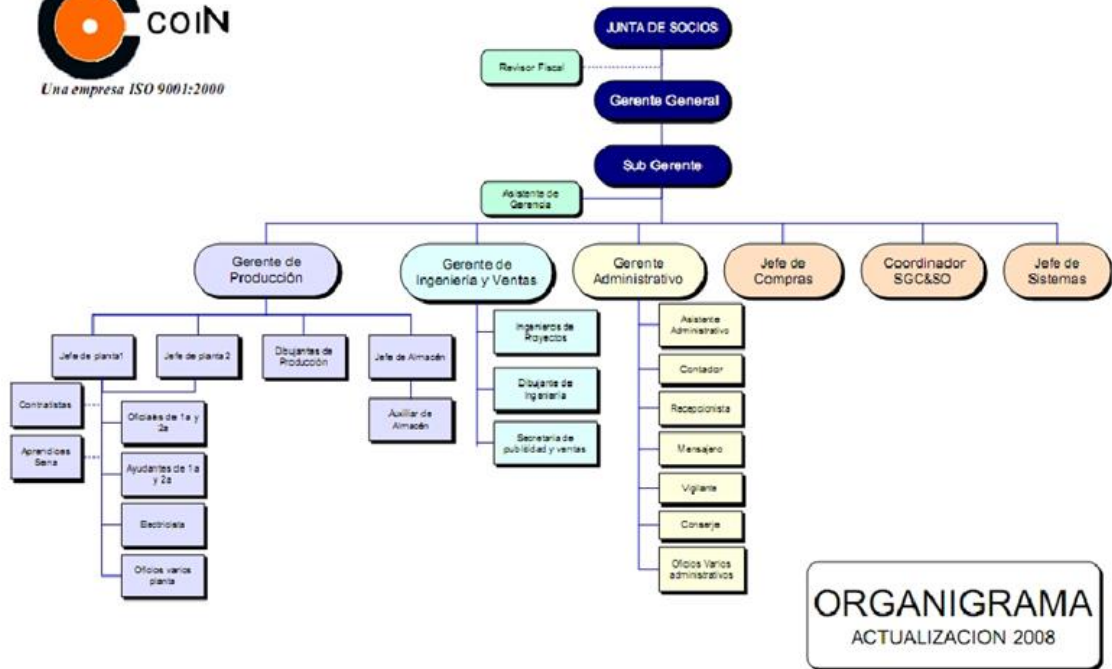 COIN
Una empresa ISO 9001:2000
JUNTA DE SOCIOS
Revisor Fiscal
Gerente General
Sub Gerente
Asistente de
Gerencia
Gerente de
Producción
Gerente de
Ingeniería y Ventas
Gerente
Administrativo
Jefe de
Compras
Coordinador
SGC&SO
Jefe de
Sistemas
Jefe de planta1
Jefe de planta 2
Dibujantes de
Producción
Jefe de Almacén
Contratistas
Aprendices
Sena
Oficiales de 1a y
2a
Ayudantes de 1a
y 2a
Electricista
Oficios varios
planta
Auxiliar de
Almacén
Ingenieros de
Proyectos
Dibujante de
Ingeniería
Secretaria de
publicidad y ventas
Asistente
Administrativo
Contador
Recepcionista
Mensajero
Vigilante
Conserje
Oficios Varios
administrativos
ORGANIGRAMA
ACTUALIZACION 2008